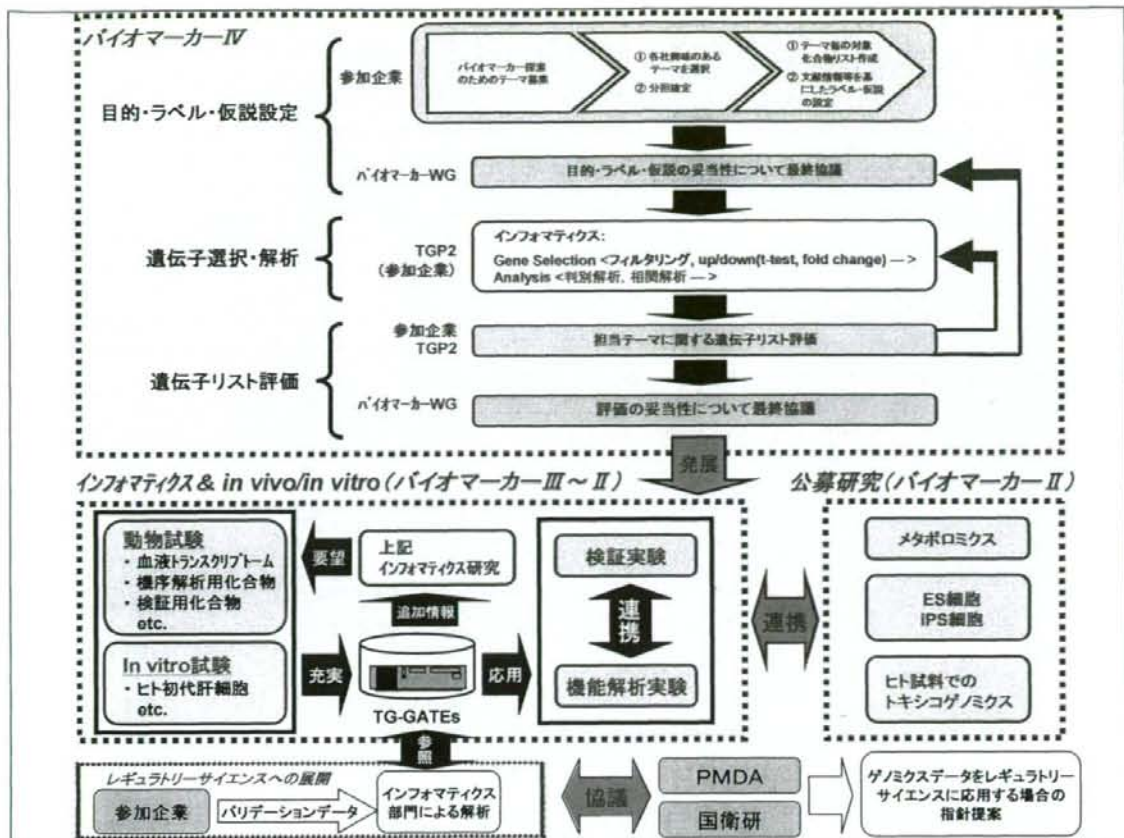 バイオマーカーⅣ
参加企業
バイオマーカー探索
のためのテーマ募集
① 各社興味のある
テーマを選択
② 分担確定
① テーマ毎の対象
化合物リスト作成
② 文献情報等を基
にしたラベル・仮説
の設定
目的・ラベル・仮説設定
バイオマーカーWG
目的・ラベル・仮説の妥当性について最終協議
遺伝子選択・解析
TGP2
(参加企業)
インフォマティクス:
Gene Selection <フィルタリング, up/down(t-test, fold change) ― >
Analysis <判別解析, 相関解析 ― >
参加企業
TGP2
担当テーマに関する遺伝子リスト評価
遺伝子リスト評価
バイオマーカーWG
評価の妥当性について最終協議
発展
インフォマティクス & in vivo/in vitro (バイオマーカーⅢ～Ⅱ)
公募研究(バイオマーカーⅡ)
動物試験
・血液トランスクリプトーム
・機序解析用化合物
・検証用化合物
etc.
要望
上記
インフォマティクス研究
追加情報
In vitro試験
・ヒト初代肝細胞
etc.
充実
TG-GATEs
応用
検証実験
連携
機能解析実験
連携
メタボロミクス
ES細胞
iPS細胞
ヒト試料での
トキシコゲノミクス
参照
レギュラトリーサイエンスへの展開
参加企業
バリデーションデータ
インフォマティクス
部門による解析
協議
PMDA
国衛研
ゲノミクスデータをレギュラトリー
サイエンスに応用する場合の
指針提案